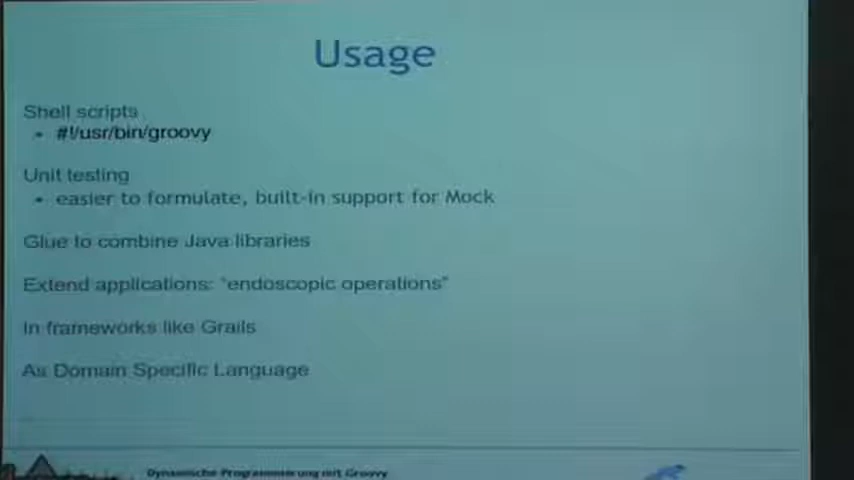 Usage
Shell scripts
• #!/usr/bin/groovy
Unit testing
• easier to formulate, built-in support for Mock
Glue to combine Java libraries
Extend applications: "endoscopic operations"
In frameworks like Grails
As Domain Specific Language
Dynamische Programmierung mit Groovy